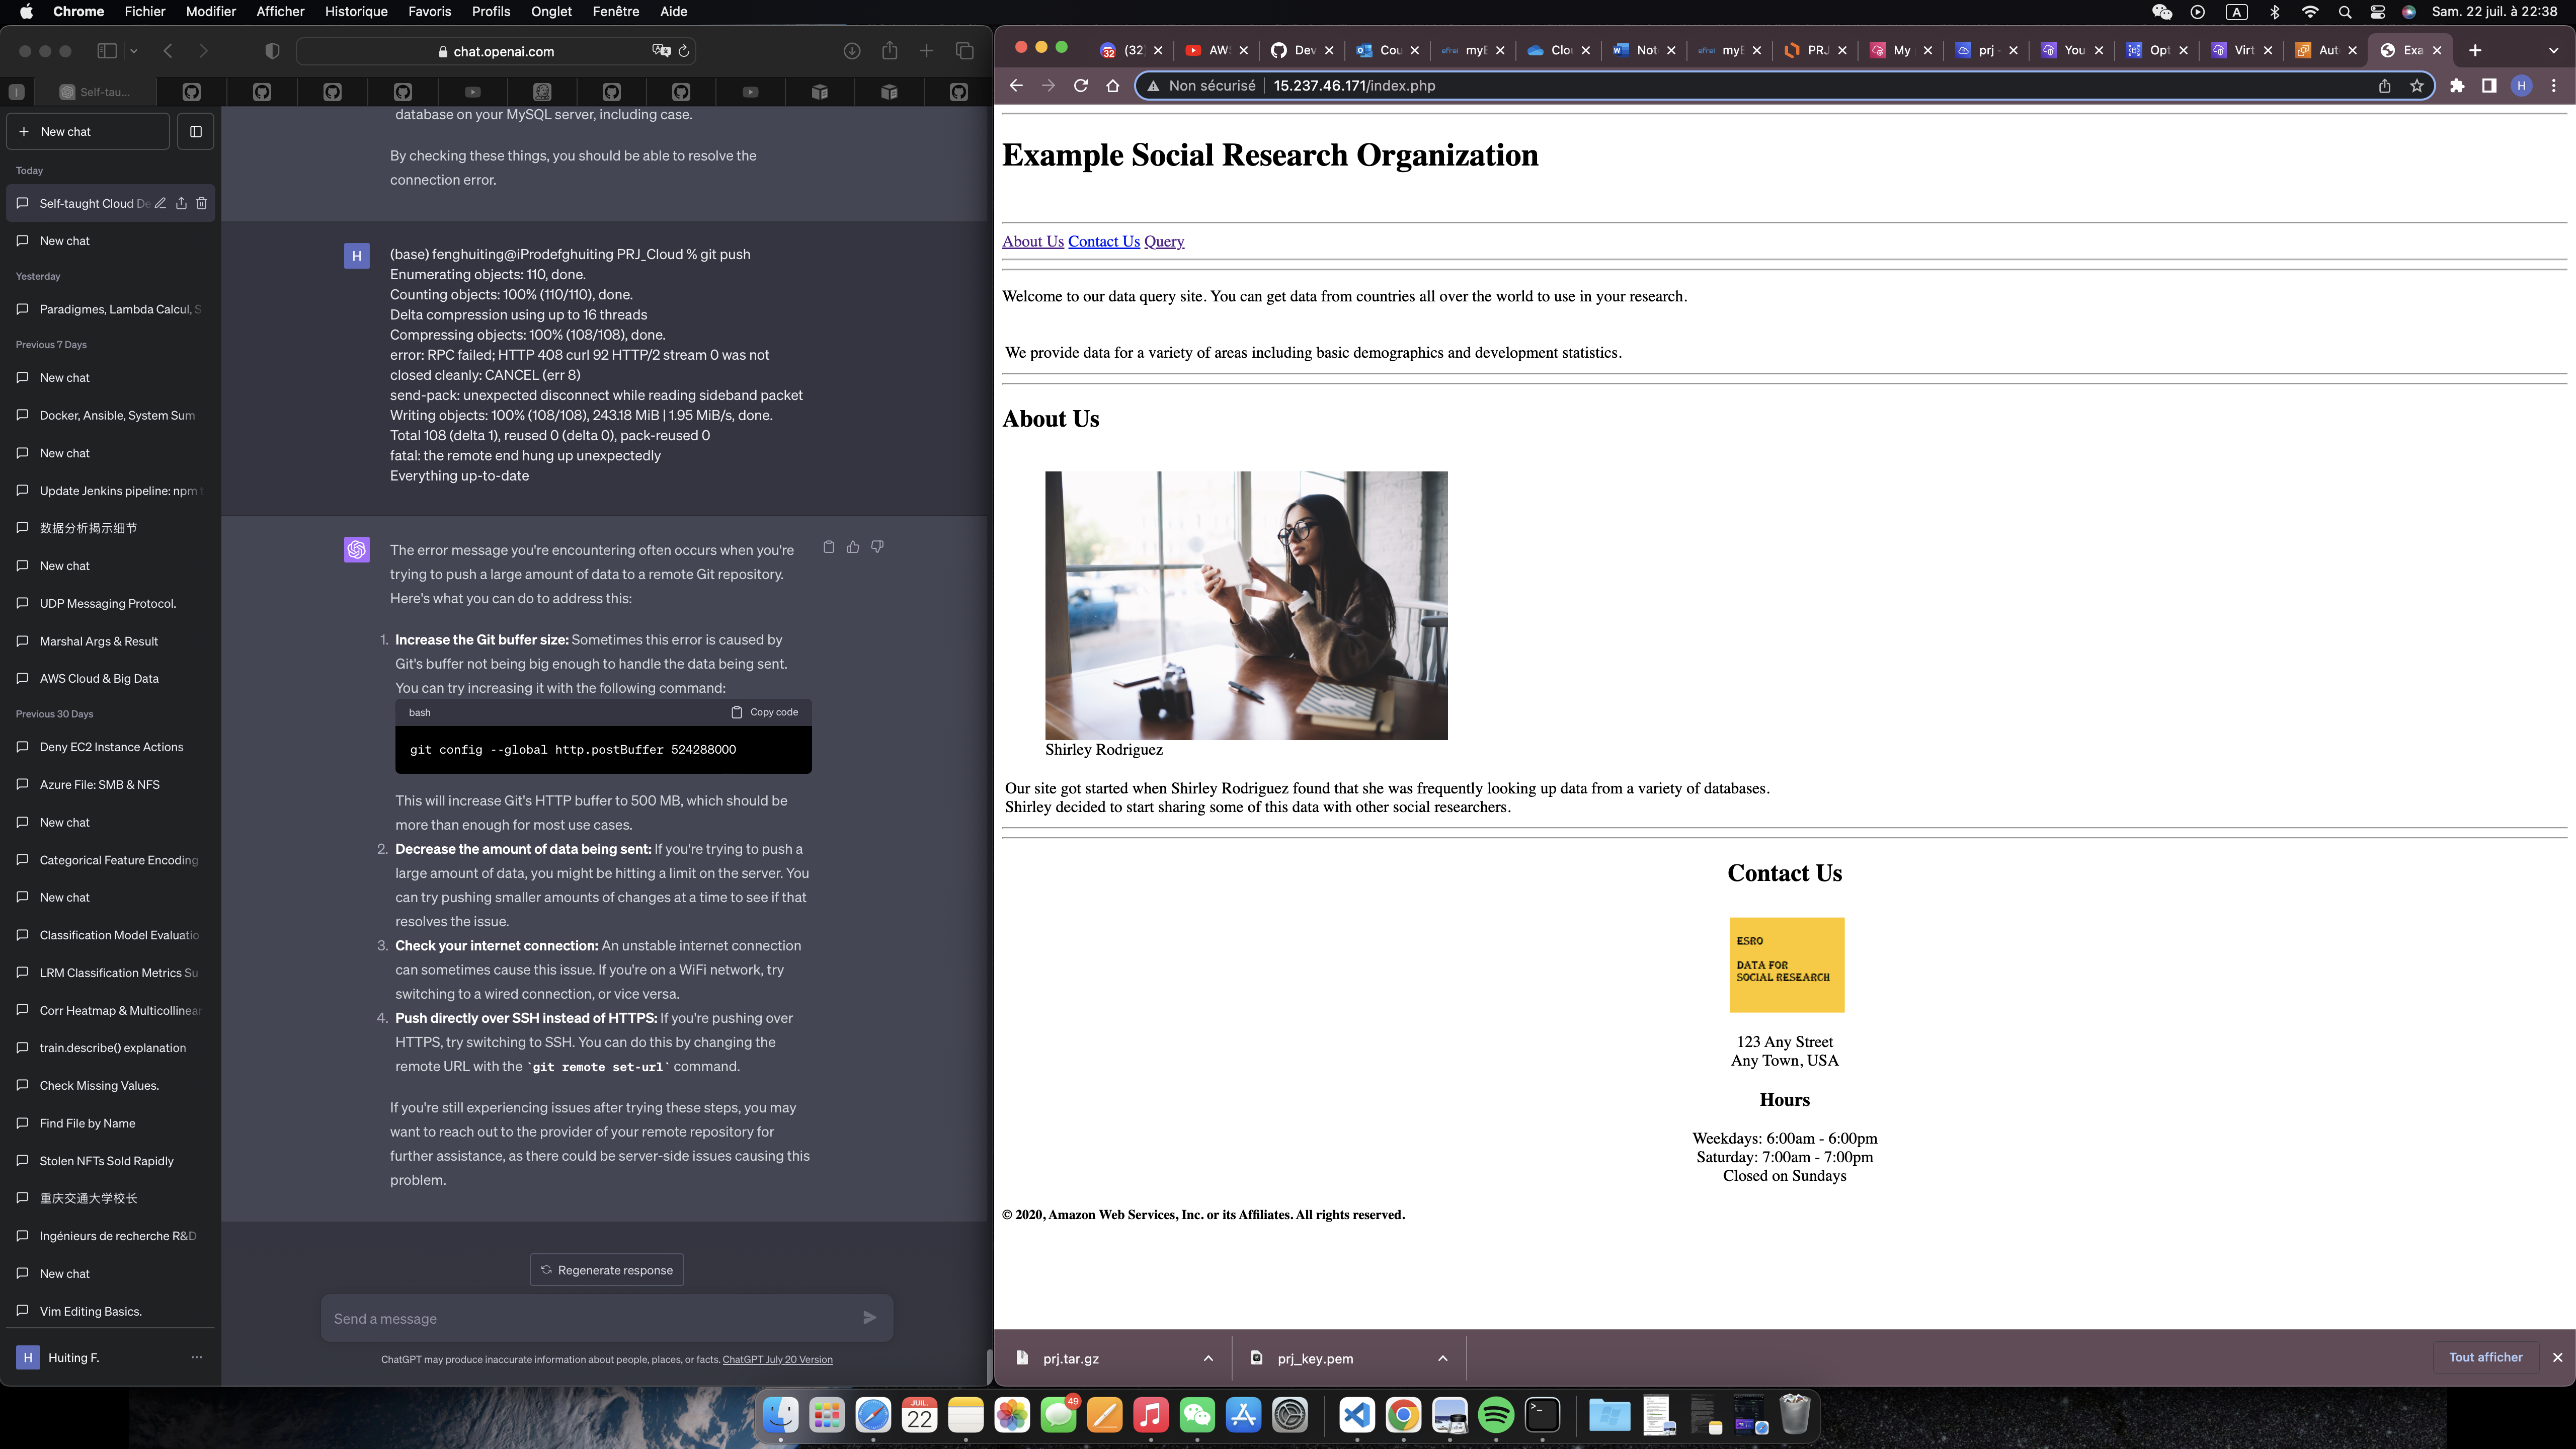 Chrome Fichier Modifier Afficher Historique Favoris Profils Onglet Fenêtre Aide
A
Sam. 22 juil. à 22:38
chat.openai.com
Self-tau...
New chat
Today
Self-taught Cloud De
New chat
Yesterday
Paradigmes, Lambda Calcul, S
Previous 7 Days
New chat
Docker, Ansible, System Sum
New chat
Update Jenkins pipeline: npm
数据分析揭示细节
New chat
UDP Messaging Protocol.
Marshal Args & Result
AWS Cloud & Big Data
Previous 30 Days
Deny EC2 Instance Actions
Azure File: SMB & NFS
New chat
Categorical Feature Encoding
New chat
Classification Model Evaluatio
LRM Classification Metrics Su
Corr Heatmap & Multicollinear
train.describe() explanation
Check Missing Values.
Find File by Name
Stolen NFTs Sold Rapidly
重庆交通大学校长
Ingénieurs de recherche R&D
New chat
Vim Editing Basics.
H
Huiting F.
database on your MySQL server, including case.
By checking these things, you should be able to resolve the
connection error.
H
(base) fenghuiting@iProdefghuiting PRJ_Cloud % git push
Enumerating objects: 110, done.
Counting objects: 100% (110/110), done.
Delta compression using up to 16 threads
Compressing objects: 100% (108/108), done.
error: RPC failed; HTTP 408 curl 92 HTTP/2 stream 0 was not
closed cleanly: CANCEL (err 8)
send-pack: unexpected disconnect while reading sideband packet
Writing objects: 100% (108/108), 243.18 MiB | 1.95 MiB/s, done.
Total 108 (delta 1), reused 0 (delta 0), pack-reused 0
fatal: the remote end hung up unexpectedly
Everything up-to-date
The error message you're encountering often occurs when you're
trying to push a large amount of data to a remote Git repository.
Here's what you can do to address this:
1. Increase the Git buffer size: Sometimes this error is caused by
Git's buffer not being big enough to handle the data being sent.
You can try increasing it with the following command:
bash
Copy code
git config --global http.postBuffer 524288000
This will increase Git's HTTP buffer to 500 MB, which should be
more than enough for most use cases.
2. Decrease the amount of data being sent: If you're trying to push a
large amount of data, you might be hitting a limit on the server. You
can try pushing smaller amounts of changes at a time to see if that
resolves the issue.
3. Check your internet connection: An unstable internet connection
can sometimes cause this issue. If you're on a WiFi network, try
switching to a wired connection, or vice versa.
4. Push directly over SSH instead of HTTPS: If you're pushing over
HTTPS, try switching to SSH. You can do this by changing the
remote URL with the `git remote set-url` command.
If you're still experiencing issues after trying these steps, you may
want to reach out to the provider of your remote repository for
further assistance, as there could be server-side issues causing this
problem.
Regenerate response
Send a message
ChatGPT may produce inaccurate information about people, places, or facts. ChatGPT July 20 Version
32 (32 AW Dev Cou efrei myE Clou Not efrei myE PRJ My prj You Opt Virt Aut Exa
Non sécurisé 15.237.46.171/index.php
H
Example Social Research Organization
About Us Contact Us Query
Welcome to our data query site. You can get data from countries all over the world to use in your research.
We provide data for a variety of areas including basic demographics and development statistics.
About Us
Shirley Rodriguez
Our site got started when Shirley Rodriguez found that she was frequently looking up data from a variety of databases.
Shirley decided to start sharing some of this data with other social researchers.
Contact Us
ESRO
DATA FOR
SOCIAL RESEARCH
123 Any Street
Any Town, USA
Hours
Weekdays: 6:00am - 6:00pm
Saturday: 7:00am - 7:00pm
Closed on Sundays
© 2020, Amazon Web Services, Inc. or its Affiliates. All rights reserved.
prj.tar.gz
prj_key.pem
Tout afficher
JUIL.
22
49